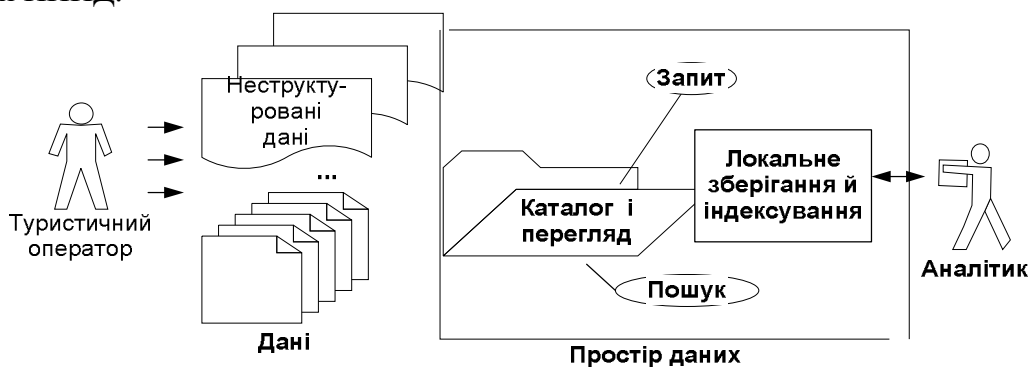 Запит
Неструкту-
ровані
дані
...
Локальне
зберігання й
індексування
Каталог і
перегляд
Туристичний
оператор
Аналітик
Пошук
Дані
Простір даних